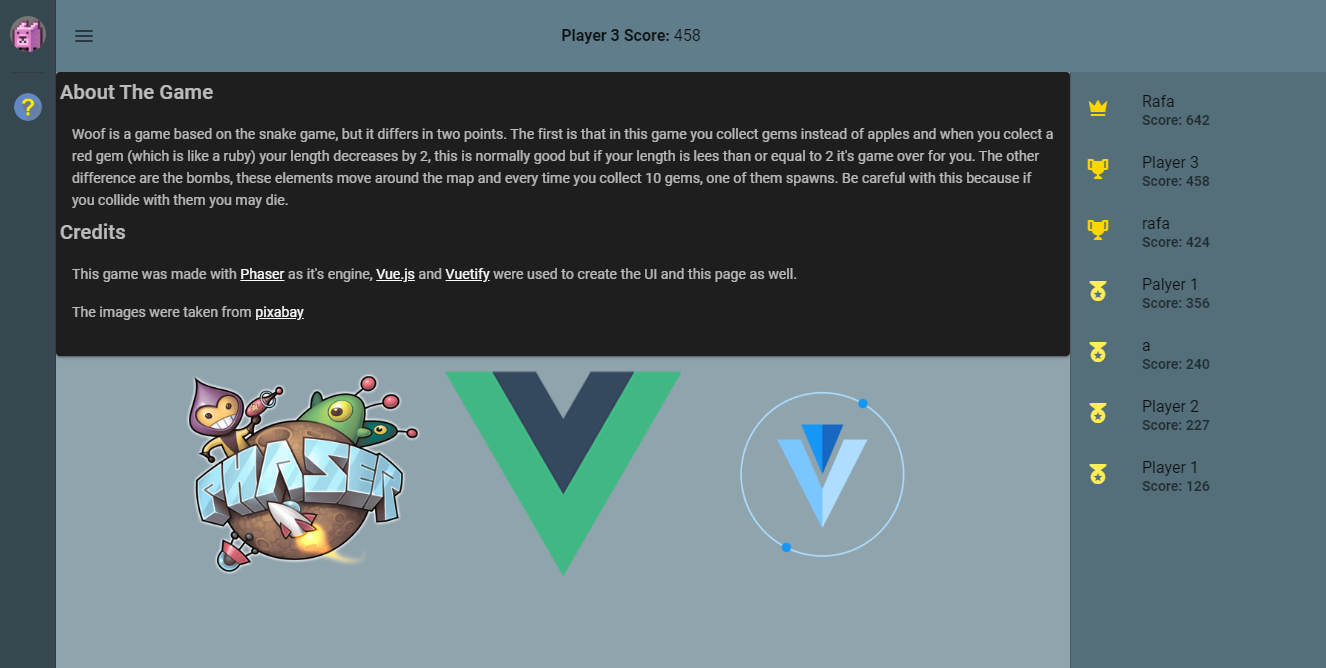 ?
Player 3 Score: 458
About The Game
Woof is a game based on the snake game, but it differs in two points. The first is that in this game you collect gems instead of apples and when you colect a
red gem (which is like a ruby) your length decreases by 2, this is normally good but if your length is lees than or equal to 2 it's game over for you. The other
difference are the bombs, these elements move around the map and every time you collect 10 gems, one of them spawns. Be careful with this because if
you collide with them you may die.
Credits
This game was made with Phaser as it's engine, Vue.js and Vuetify were used to create the UI and this page as well.
The images were taken from pixabay
PHASER
Rafa
Score: 642
Player 3
Score: 458
rafa
Score: 424
Palyer 1
Score: 356
a
Score: 240
Player 2
Score: 227
Player 1
Score: 126